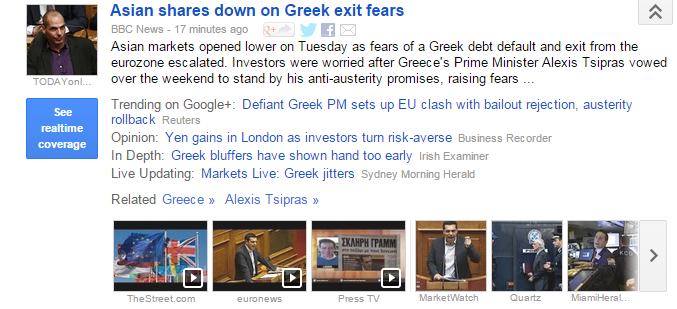 Asian shares down on Greek exit fears
BBC News - 17 minutes ago
Asian markets opened lower on Tuesday as fears of a Greek debt default and exit from the
eurozone escalated. Investors were worried after Greece's Prime Minister Alexis Tsipras vowed
over the weekend to stand by his anti-austerity promises, raising fears ...
TODAYonl...
See
realtime
coverage
Trending on Google+: Defiant Greek PM sets up EU clash with bailout rejection, austerity
rollback Reuters
Opinion: Yen gains in London as investors turn risk-averse Business Recorder
In Depth: Greek bluffers have shown hand too early Irish Examiner
Live Updating: Markets Live: Greek jitters Sydney Morning Herald
Related Greece » Alexis Tsipras »
ΣΚΛΗΡΗ ΓΡΑΜΜ
TheStreet.com euronews Press TV MarketWatch Quartz MiamiHeral...